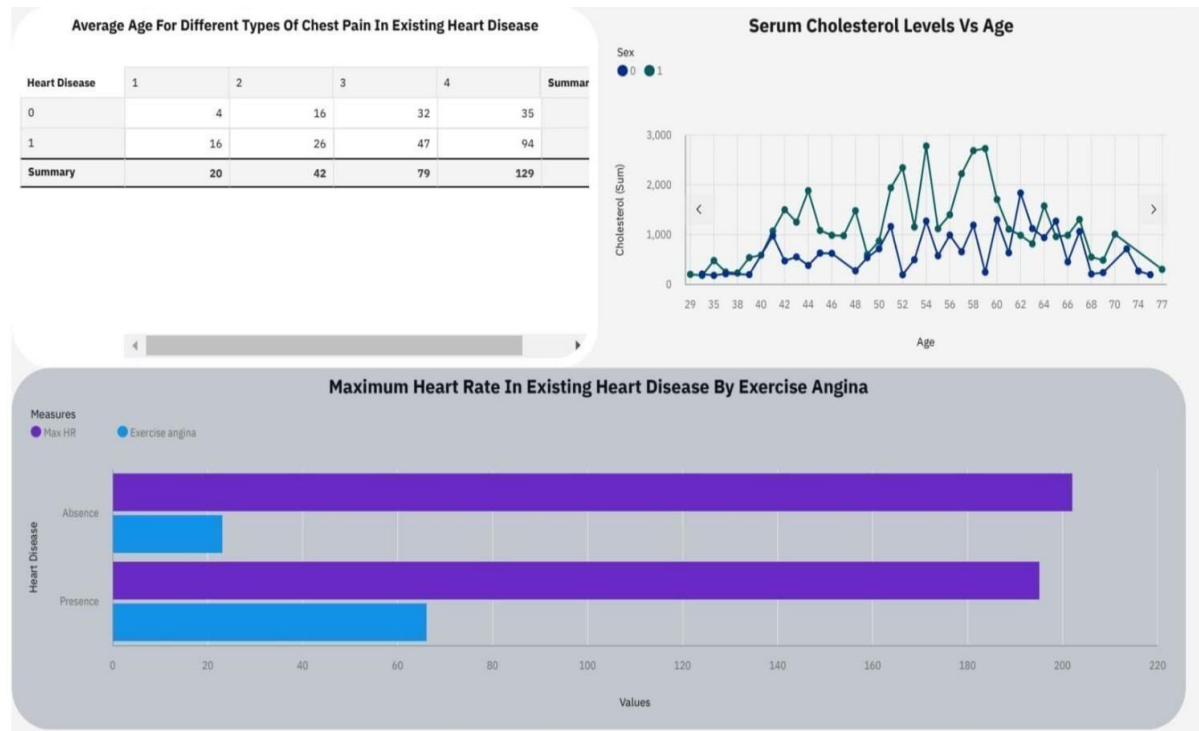 Average Age For Different Types Of Chest Pain In Existing Heart Disease
Heart Disease 1 2 3 4 Summar
0 4 16 32 35
1 16 26 47 94
Summary 20 42 79 129
Serum Cholesterol Levels Vs Age
Sex
0 1
3,000
2,000
1,000
0
Cholesterol (Sum)
29 35 38 40 42 44 46 48 50 52 54 56 58 60 62 64 66 68 70 74 77
Age
Maximum Heart Rate In Existing Heart Disease By Exercise Angina
Measures
Max HR Exercise angina
Heart Disease
Absence
Presence
0 20 40 60 80 100 120 140 160 180 200 220
Values